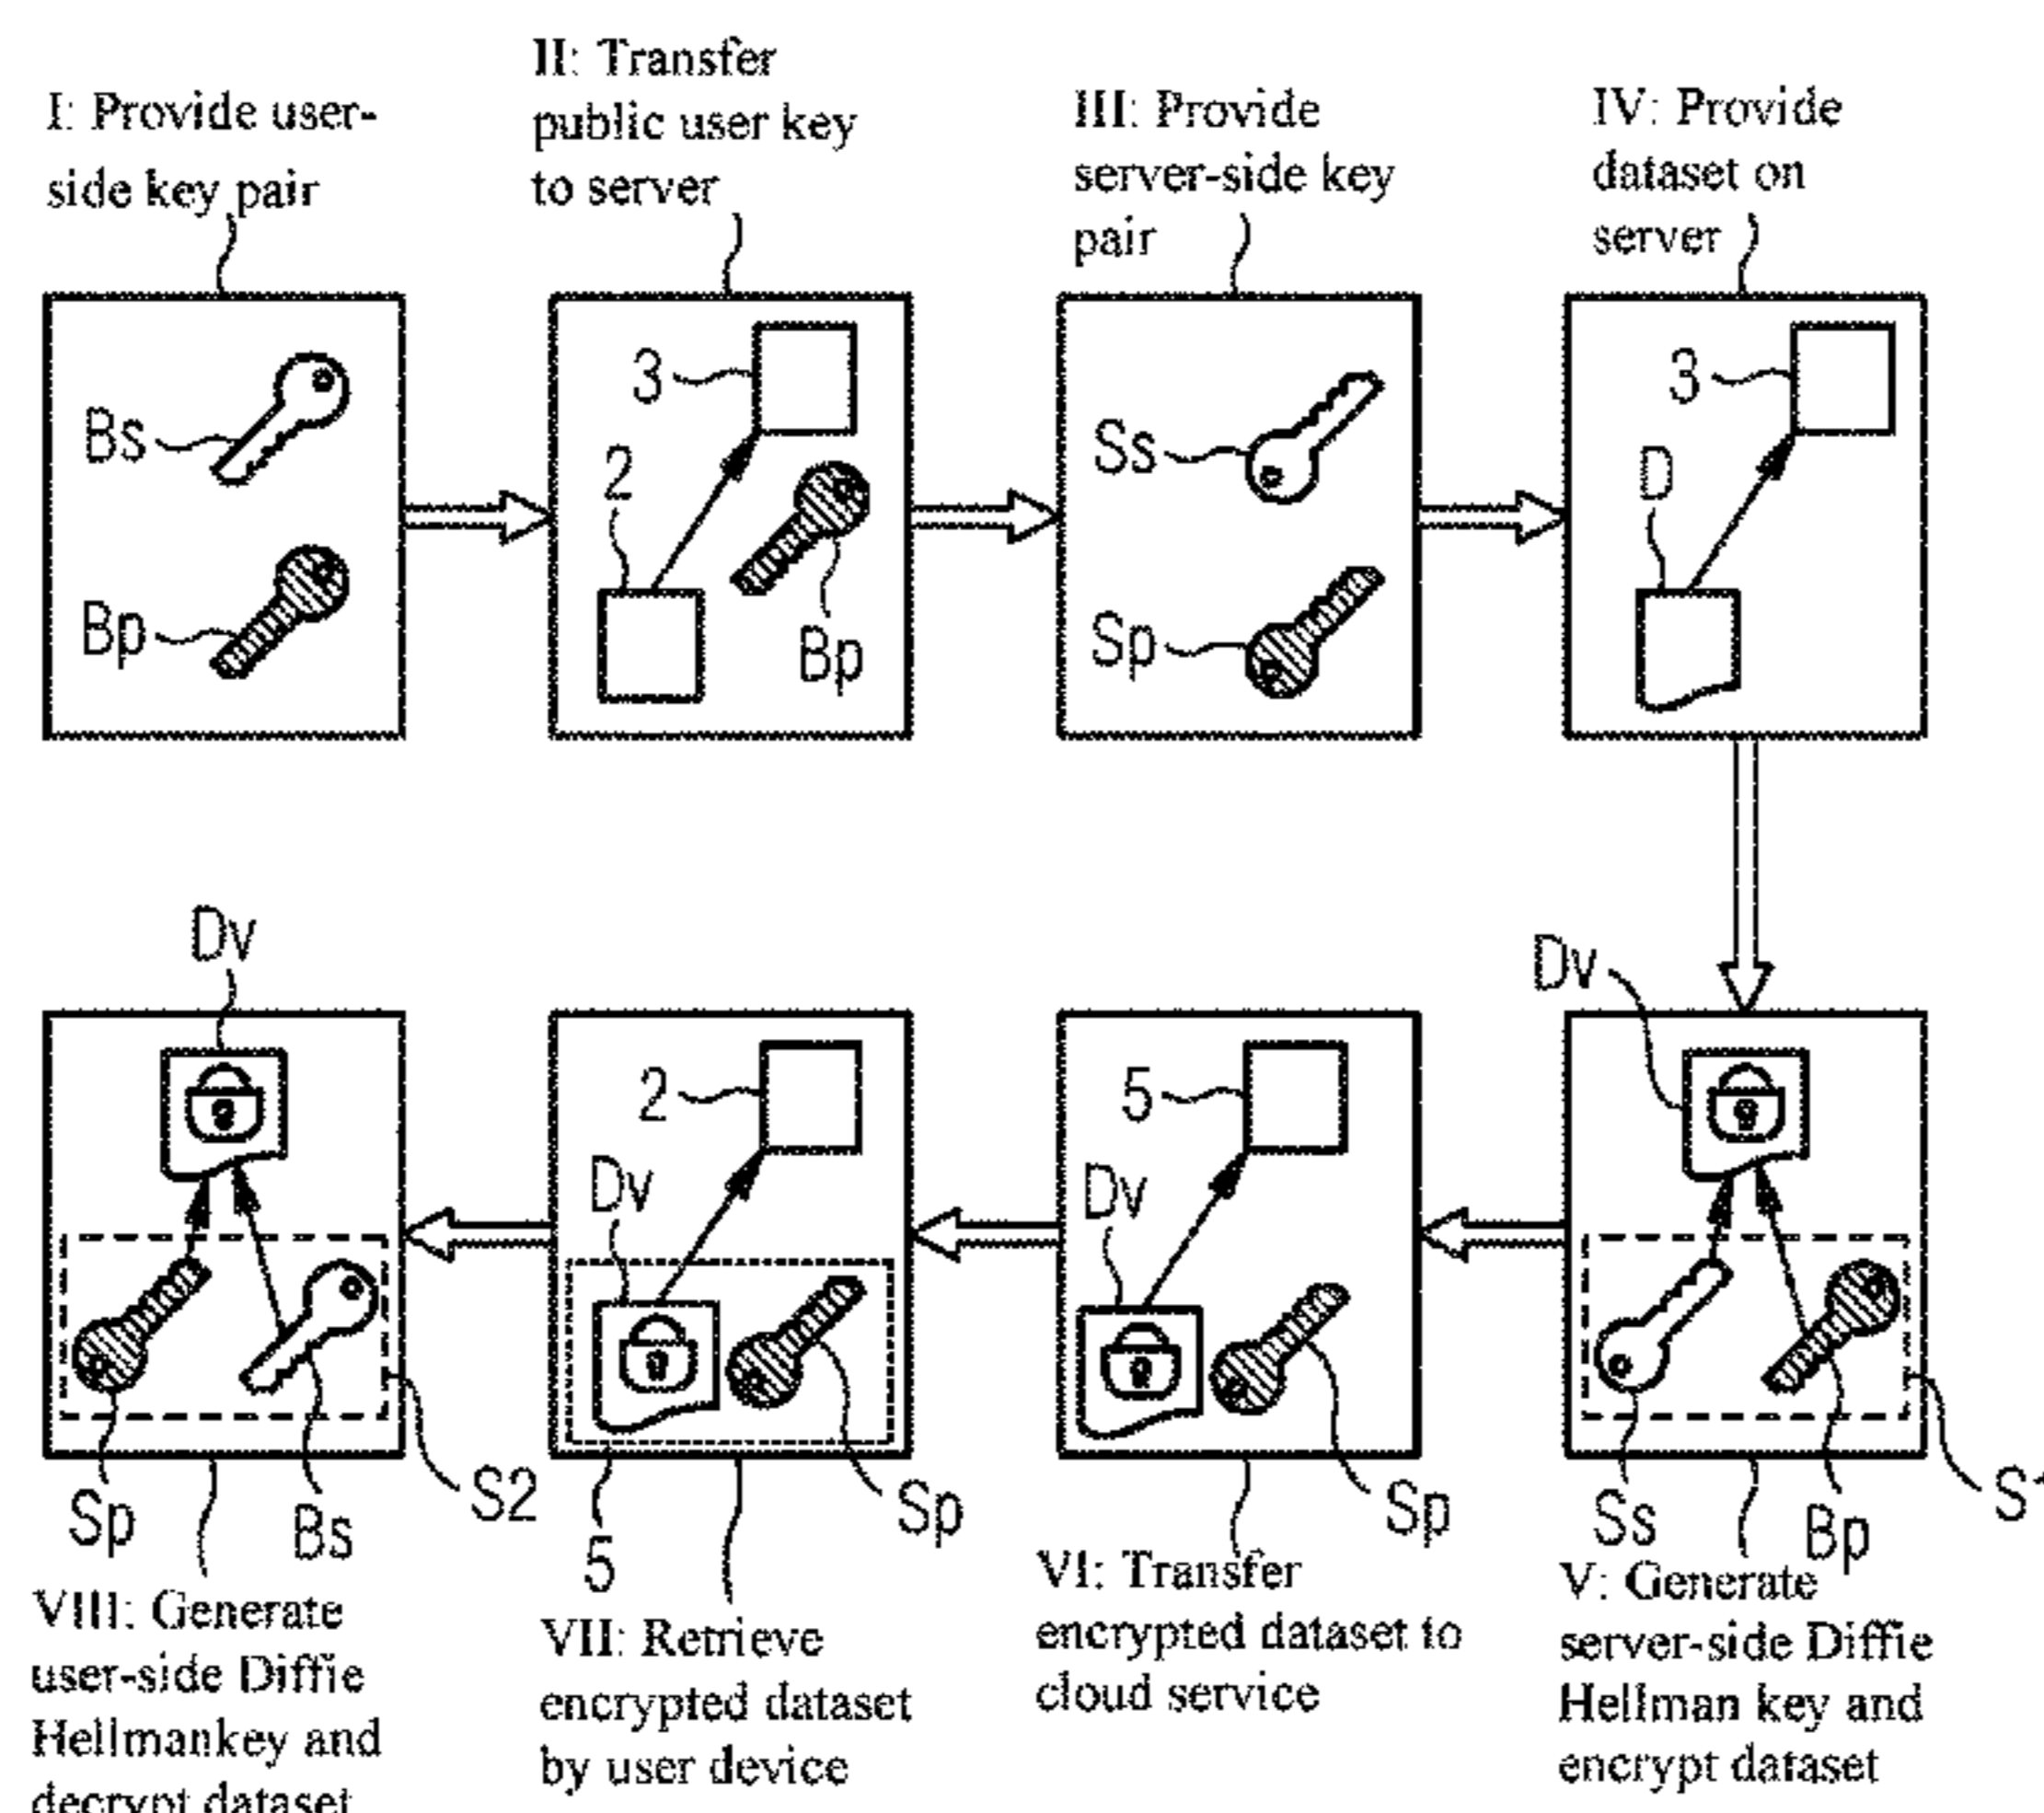 I: Provide user-
side key pair
II: Transfer
public user key
to server
III: Provide
server-side key
pair
IV: Provide
dataset on
server
Bs
Bp
3
2
Bp
Ss
Sp
3
D
Dv
Sp
Bs
S2
2
Dv
5
Sp
5
Dv
Sp
Dv
Ss
Bp
VIII: Generate
user-side Diffie
Hellmankey and
decrypt dataset
VII: Retrieve
encrypted dataset
by user device
VI: Transfer
encrypted dataset to
cloud service
V: Generate
server-side Diffie
Hellman key and
encrypt dataset